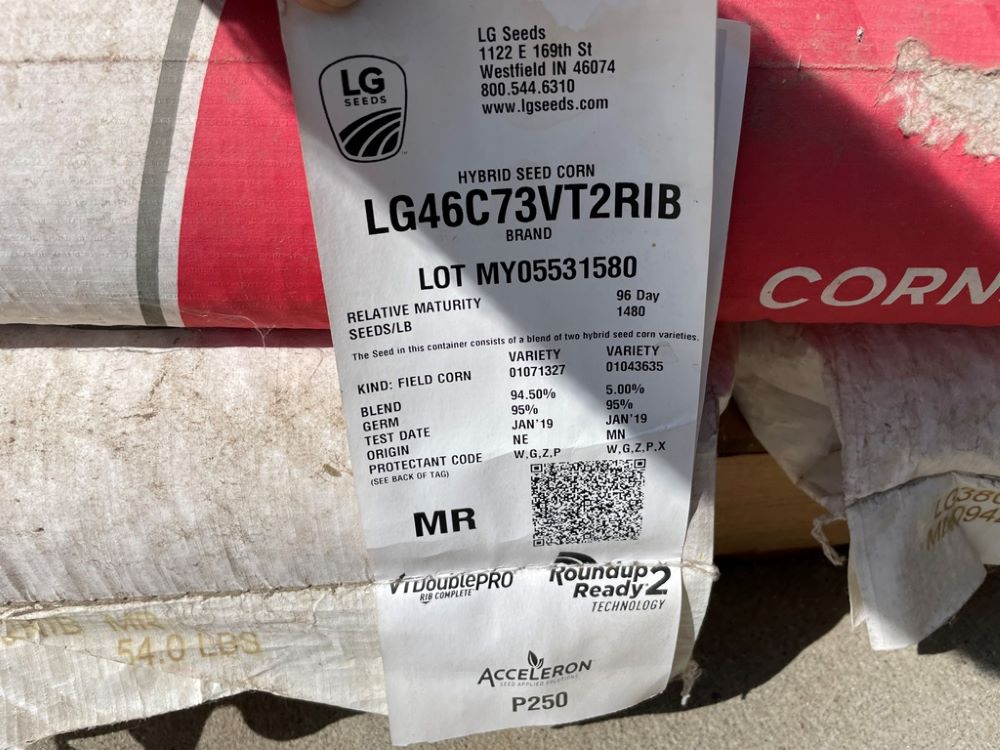 LG
SEEDS
LG Seeds
1122 E 169th St
Westfield IN 46074
800.544.6310
www.lgseeds.com
HYBRID SEED CORN
LG46C73VT2RIB
BRAND
LOT MY05531580
RELATIVE MATURITY 96 Day
SEEDS/LB 1480
The Seed in this container consists of a blend of two hybrid seed corn varieties.
VARIETY VARIETY
KIND: FIELD CORN 01071327 01043635
BLEND 94.50% 5.00%
GERM 95% 95%
TEST DATE JAN'19 JAN'19
ORIGIN NE MN
PROTECTANT CODE W,G,Z,P W,G,Z,P,X
(SEE BACK OF TAG)
MR
VTDoublePRO
RIB COMPLETE
Roundup
Ready 2
TECHNOLOGY
ACCELERON
SEED APPLIED SOLUTIONS
P250
CORN
54.0 LBS